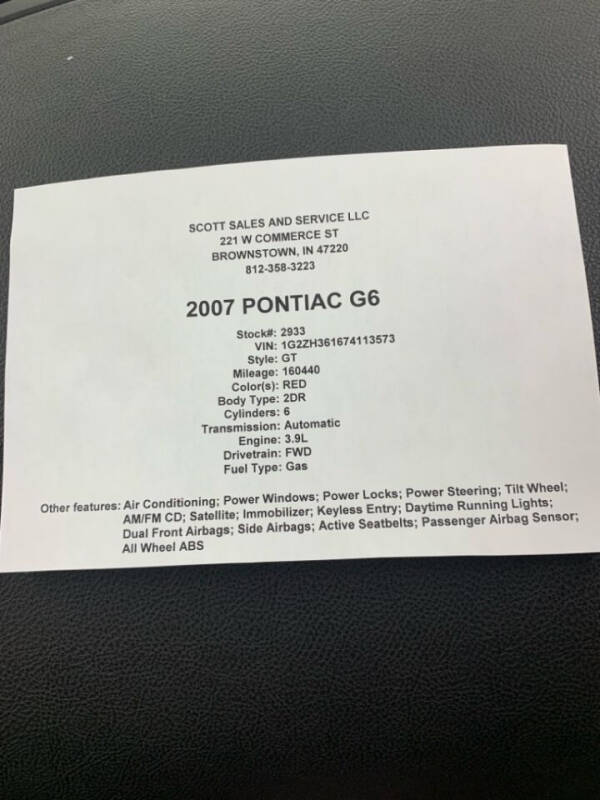 SCOTT SALES AND SERVICE LLC
221 W COMMERCE ST
BROWNSTOWN, IN 47220
812-358-3223
2007 PONTIAC G6
Stock#: 2933
VIN: 1G2ZH361674113573
Style: GT
Mileage: 160440
Color(s): RED
Body Type: 2DR
Cylinders: 6
Transmission: Automatic
Engine: 3.9L
Drivetrain: FWD
Fuel Type: Gas
Other features: Air Conditioning; Power Windows; Power Locks; Power Steering; Tilt Wheel;
AM/FM CD; Satellite; Immobilizer; Keyless Entry; Daytime Running Lights;
Dual Front Airbags; Side Airbags; Active Seatbelts; Passenger Airbag Sensor;
All Wheel ABS